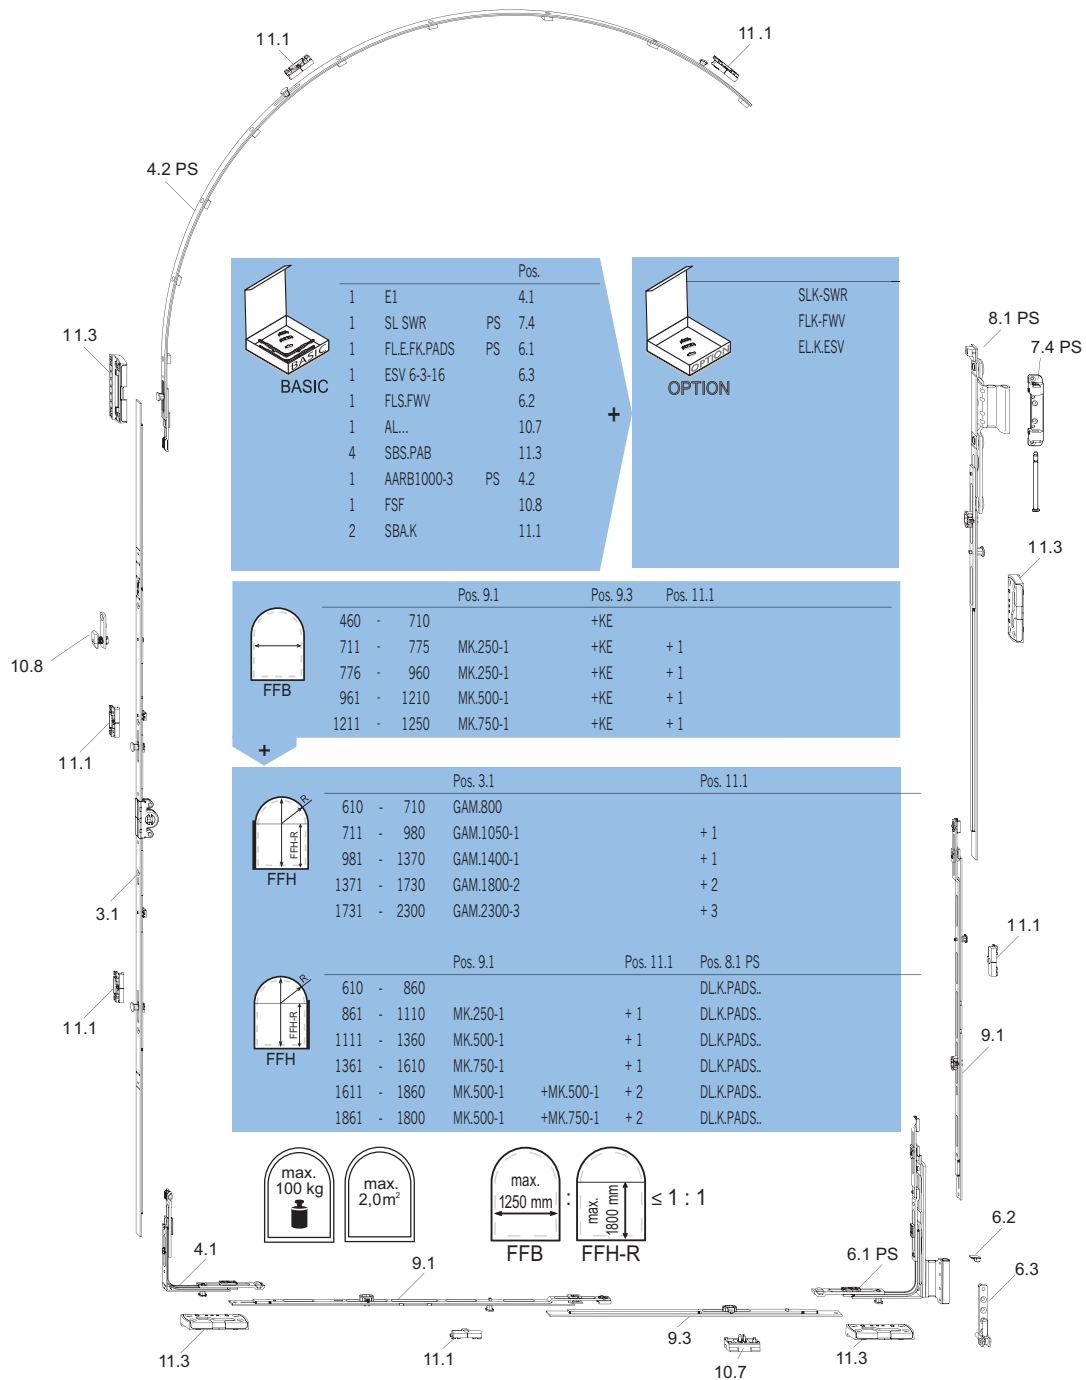 11.1
11.1
4.2 PS
11.3
8.1 PS
7.4 PS
Pos.
1 E1 4.1
1 SL SWR PS 7.4
1 FL.E.FK.PADS PS 6.1
1 ESV 6-3-16 6.3
1 FLS.FWV 6.2
1 AL... 10.7
4 SBS.PAB 11.3
1 AARB1000-3 PS 4.2
1 FSF 10.8
2 SBA.K 11.1
BASIC
BASIC
+
SLK-SWR
FLK-FWV
EL.K.ESV
OPTION
OPTION
11.3
10.8
11.1
Pos. 9.1 Pos. 9.3 Pos. 11.1
460 - 710 +KE
711 - 775 MK.250-1 +KE + 1
776 - 960 MK.250-1 +KE + 1
961 - 1210 MK.500-1 +KE + 1
1211 - 1250 MK.750-1 +KE + 1
FFB
+
Pos. 3.1 Pos. 11.1
610 - 710 GAM.800
711 - 980 GAM.1050-1 + 1
981 - 1370 GAM.1400-1 + 1
1371 - 1730 GAM.1800-2 + 2
1731 - 2300 GAM.2300-3 + 3
R
FFH-R
FFH
3.1
11.1
11.1
Pos. 9.1 Pos. 11.1 Pos. 8.1 PS
610 - 860 DL.K.PADS..
861 - 1110 MK.250-1 + 1 DL.K.PADS..
1111 - 1360 MK.500-1 + 1 DL.K.PADS..
1361 - 1610 MK.750-1 + 1 DL.K.PADS..
1611 - 1860 MK.500-1 +MK.500-1 + 2 DL.K.PADS..
1861 - 1800 MK.500-1 +MK.750-1 + 2 DL.K.PADS..
R
FFH-R
FFH
9.1
max.
100 kg
max.
2,0m²
max.
1250 mm
FFB
:
max.
1800 mm
FFH-R
≤ 1 : 1
4.1
9.1
6.1 PS
6.2
6.3
11.3
11.1
9.3
10.7
11.3